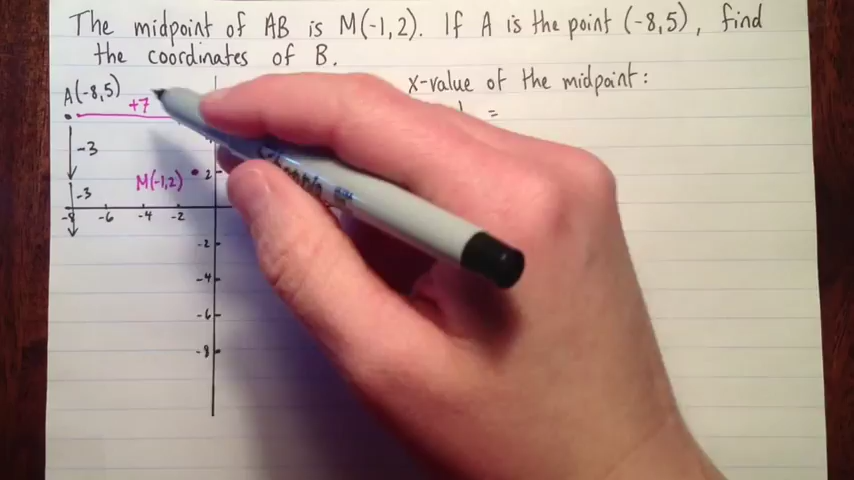 The midpoint of AB is M(-1,2). If A is the point (-8,5), find
the coordinates of B.
A(-8,5)
x-value of the midpoint:
+7
=
-3
M(-1,2)
2
-3
-8 -6 -4 -2
-2
-4
-6
-8